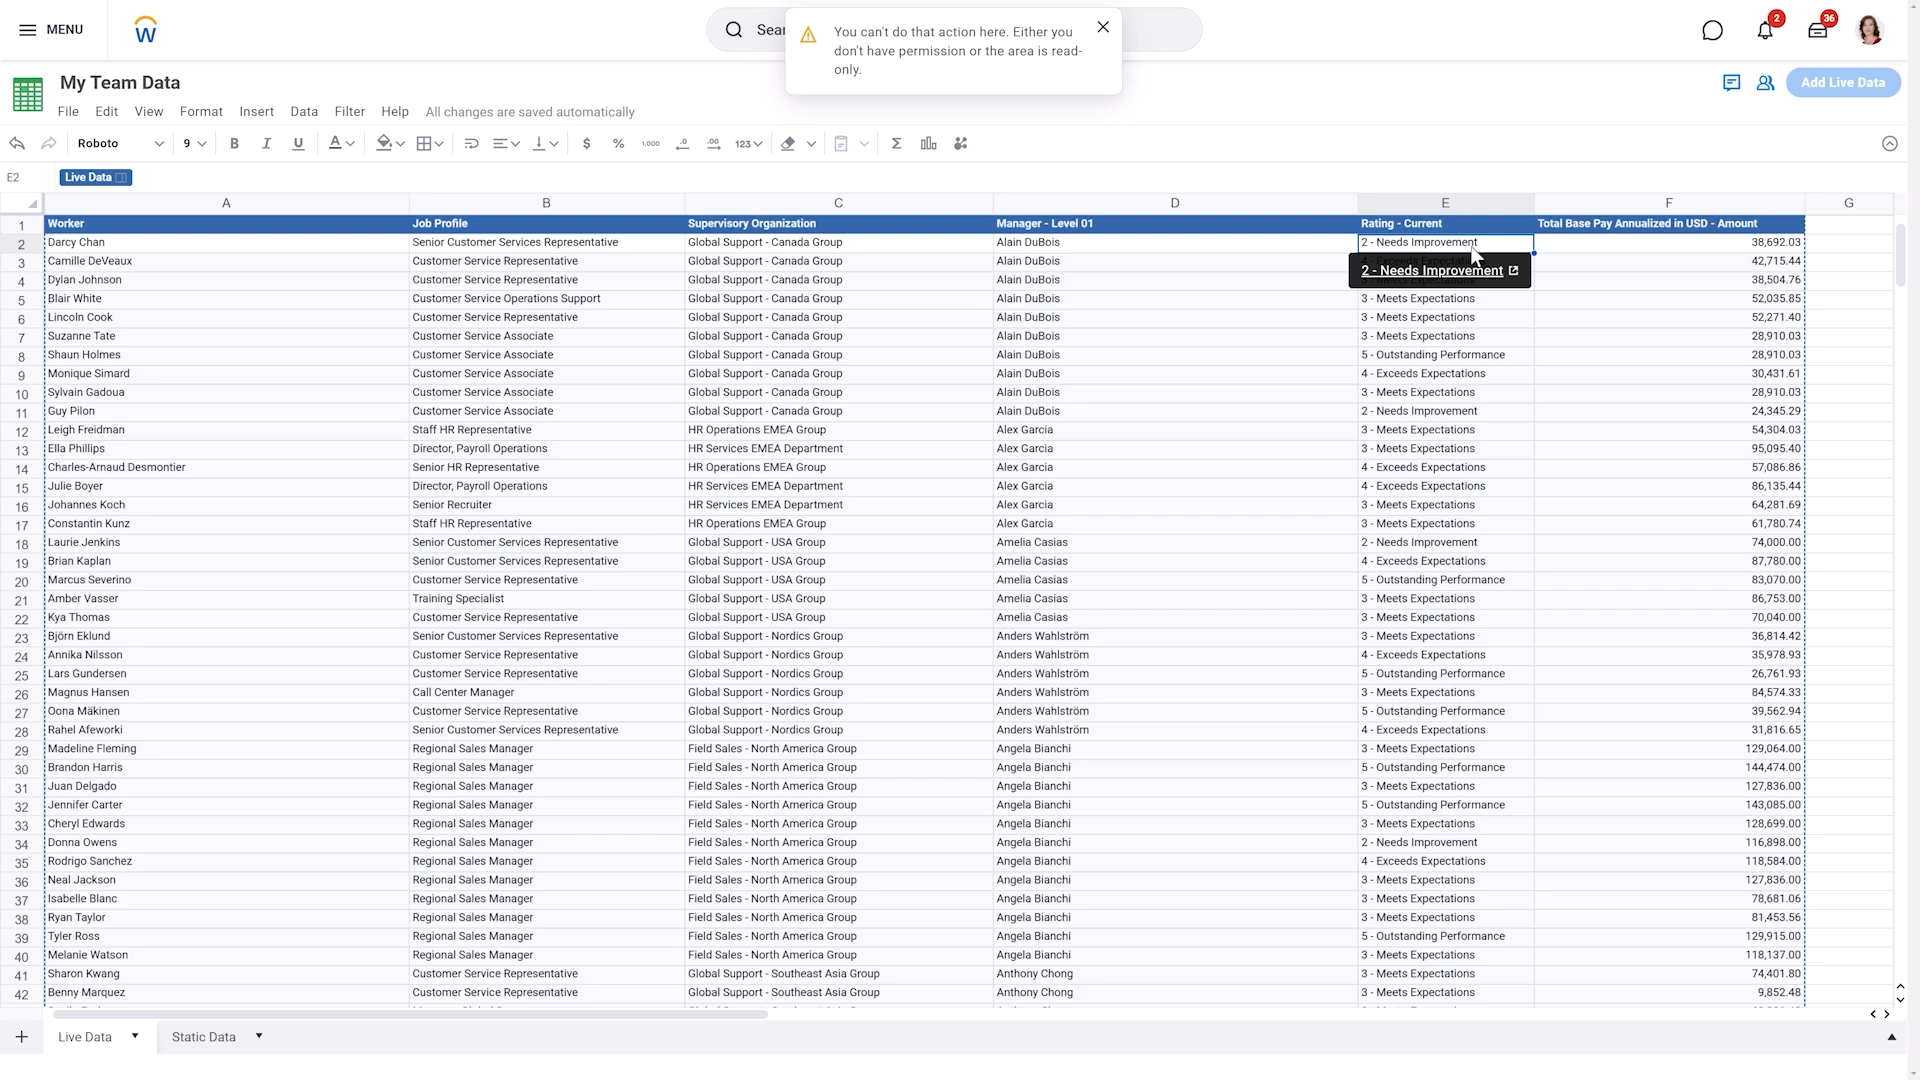 MENU
Sear
You can't do that action here. Either you
don't have permission or the area is read-
only.
2
36
My Team Data
Add Live Data
File Edit View Format Insert Data Filter Help All changes are saved automatically
Roboto 9 B I U A $ % 1,000 .0 .00 123 Σ
E2 Live Data
A B C D E F G
1 Worker Job Profile Supervisory Organization Manager - Level 01 Rating - Current Total Base Pay Annualized in USD - Amount
2 Darcy Chan Senior Customer Services Representative Global Support - Canada Group Alain DuBois 2 - Needs Improvement 38,692.03
3 Camille DeVeaux Customer Service Representative Global Support - Canada Group Alain DuBois 42,715.44
2 - Needs Improvement
4 Dylan Johnson Customer Service Representative Global Support - Canada Group Alain DuBois 38,504.76
5 Blair White Customer Service Operations Support Global Support - Canada Group Alain DuBois 3 - Meets Expectations 52,035.85
6 Lincoln Cook Customer Service Representative Global Support - Canada Group Alain DuBois 3 - Meets Expectations 52,271.40
7 Suzanne Tate Customer Service Associate Global Support - Canada Group Alain DuBois 3 - Meets Expectations 28,910.03
8 Shaun Holmes Customer Service Associate Global Support - Canada Group Alain DuBois 5 - Outstanding Performance 28,910.03
9 Monique Simard Customer Service Associate Global Support - Canada Group Alain DuBois 4 - Exceeds Expectations 30,431.61
10 Sylvain Gadoua Customer Service Associate Global Support - Canada Group Alain DuBois 3 - Meets Expectations 28,910.03
11 Guy Pilon Customer Service Associate Global Support - Canada Group Alain DuBois 2 - Needs Improvement 24,345.29
12 Leigh Freidman Staff HR Representative HR Operations EMEA Group Alex Garcia 3 - Meets Expectations 54,304.03
13 Ella Phillips Director, Payroll Operations HR Services EMEA Department Alex Garcia 3 - Meets Expectations 95,095.40
14 Charles-Arnaud Desmontier Senior HR Representative HR Operations EMEA Group Alex Garcia 4 - Exceeds Expectations 57,086.86
15 Julie Boyer Director, Payroll Operations HR Services EMEA Department Alex Garcia 4 - Exceeds Expectations 86,135.44
16 Johannes Koch Senior Recruiter HR Services EMEA Department Alex Garcia 3 - Meets Expectations 64,281.69
17 Constantin Kunz Staff HR Representative HR Operations EMEA Group Alex Garcia 3 - Meets Expectations 61,780.74
18 Laurie Jenkins Senior Customer Services Representative Global Support - USA Group Amelia Casias 2 - Needs Improvement 74,000.00
19 Brian Kaplan Senior Customer Services Representative Global Support - USA Group Amelia Casias 4 - Exceeds Expectations 87,780.00
20 Marcus Severino Customer Service Representative Global Support - USA Group Amelia Casias 5 - Outstanding Performance 83,070.00
21 Amber Vasser Training Specialist Global Support - USA Group Amelia Casias 3 - Meets Expectations 86,753.00
22 Kya Thomas Customer Service Representative Global Support - USA Group Amelia Casias 3 - Meets Expectations 70,040.00
23 Björn Eklund Senior Customer Services Representative Global Support - Nordics Group Anders Wahlström 3 - Meets Expectations 36,814.42
24 Annika Nilsson Customer Service Representative Global Support - Nordics Group Anders Wahlström 4 - Exceeds Expectations 35,978.93
25 Lars Gundersen Customer Service Representative Global Support - Nordics Group Anders Wahlström 5 - Outstanding Performance 26,761.93
26 Magnus Hansen Call Center Manager Global Support - Nordics Group Anders Wahlström 3 - Meets Expectations 84,574.33
27 Oona Mäkinen Customer Service Representative Global Support - Nordics Group Anders Wahlström 5 - Outstanding Performance 39,562.94
28 Rahel Afeworki Senior Customer Services Representative Global Support - Nordics Group Anders Wahlström 4 - Exceeds Expectations 31,816.65
29 Madeline Fleming Regional Sales Manager Field Sales - North America Group Angela Bianchi 3 - Meets Expectations 129,064.00
30 Brandon Harris Regional Sales Manager Field Sales - North America Group Angela Bianchi 5 - Outstanding Performance 144,474.00
31 Juan Delgado Regional Sales Manager Field Sales - North America Group Angela Bianchi 3 - Meets Expectations 127,836.00
32 Jennifer Carter Regional Sales Manager Field Sales - North America Group Angela Bianchi 5 - Outstanding Performance 143,085.00
33 Cheryl Edwards Regional Sales Manager Field Sales - North America Group Angela Bianchi 3 - Meets Expectations 128,699.00
34 Donna Owens Regional Sales Manager Field Sales - North America Group Angela Bianchi 2 - Needs Improvement 116,898.00
35 Rodrigo Sanchez Regional Sales Manager Field Sales - North America Group Angela Bianchi 4 - Exceeds Expectations 118,584.00
36 Neal Jackson Regional Sales Manager Field Sales - North America Group Angela Bianchi 3 - Meets Expectations 127,836.00
37 Isabelle Blanc Regional Sales Manager Field Sales - North America Group Angela Bianchi 3 - Meets Expectations 78,681.06
38 Ryan Taylor Regional Sales Manager Field Sales - North America Group Angela Bianchi 3 - Meets Expectations 81,453.56
39 Tyler Ross Regional Sales Manager Field Sales - North America Group Angela Bianchi 5 - Outstanding Performance 129,915.00
40 Melanie Watson Regional Sales Manager Field Sales - North America Group Angela Bianchi 3 - Meets Expectations 118,137.00
41 Sharon Kwang Customer Service Representative Global Support - Southeast Asia Group Anthony Chong 3 - Meets Expectations 74,401.80
42 Benny Marquez Customer Service Representative Global Support - Southeast Asia Group Anthony Chong 3 - Meets Expectations 9,852.48
Live Data Static Data